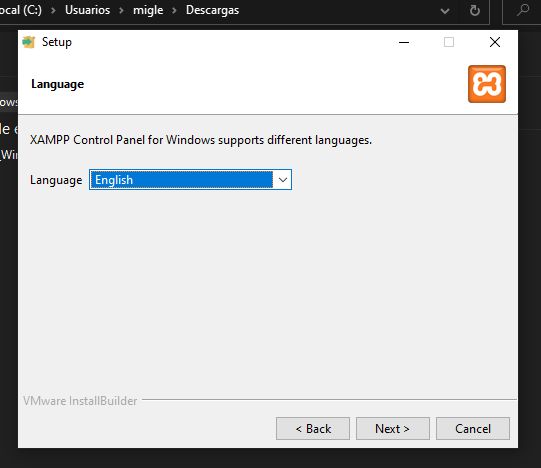 ocal (C:) > Usuarios > migle > Descargas
Setup
Language
ows
le e
_Win
XAMPP Control Panel for Windows supports different languages.
Language English
VMware InstallBuilder
< Back Next > Cancel